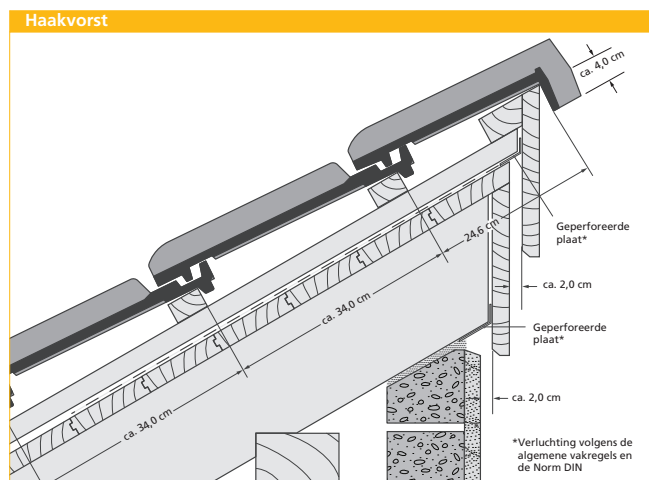 Haakvorst
ca. 4,0 cm
24,6 cm
Geperforeerde
plaat*
ca. 2,0 cm
ca. 34,0 cm
Geperforeerde
plaat*
ca. 2,0 cm
ca. 34,0 cm
*Verluchting volgens de
algemene vakregels en
de Norm DIN